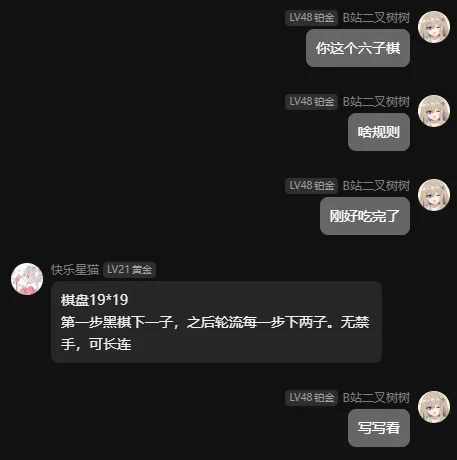 LV48 铂金 B站二叉树树
你这个六子棋
LV48 铂金 B站二叉树树
啥规则
LV48 铂金 B站二叉树树
刚好吃完了
快乐星猫 LV21 黄金
棋盘19*19
第一步黑棋下一子，之后轮流每一步下两子。无禁
手，可长连
LV48 铂金 B站二叉树树
写写看